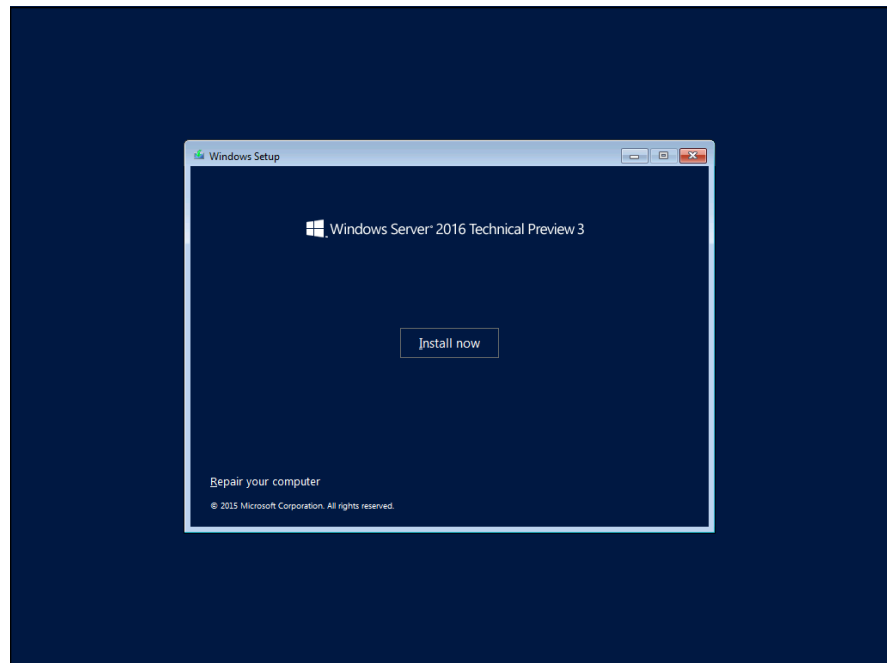 Windows Setup
Windows Server® 2016 Technical Preview 3
Install now
Repair your computer
© 2015 Microsoft Corporation. All rights reserved.